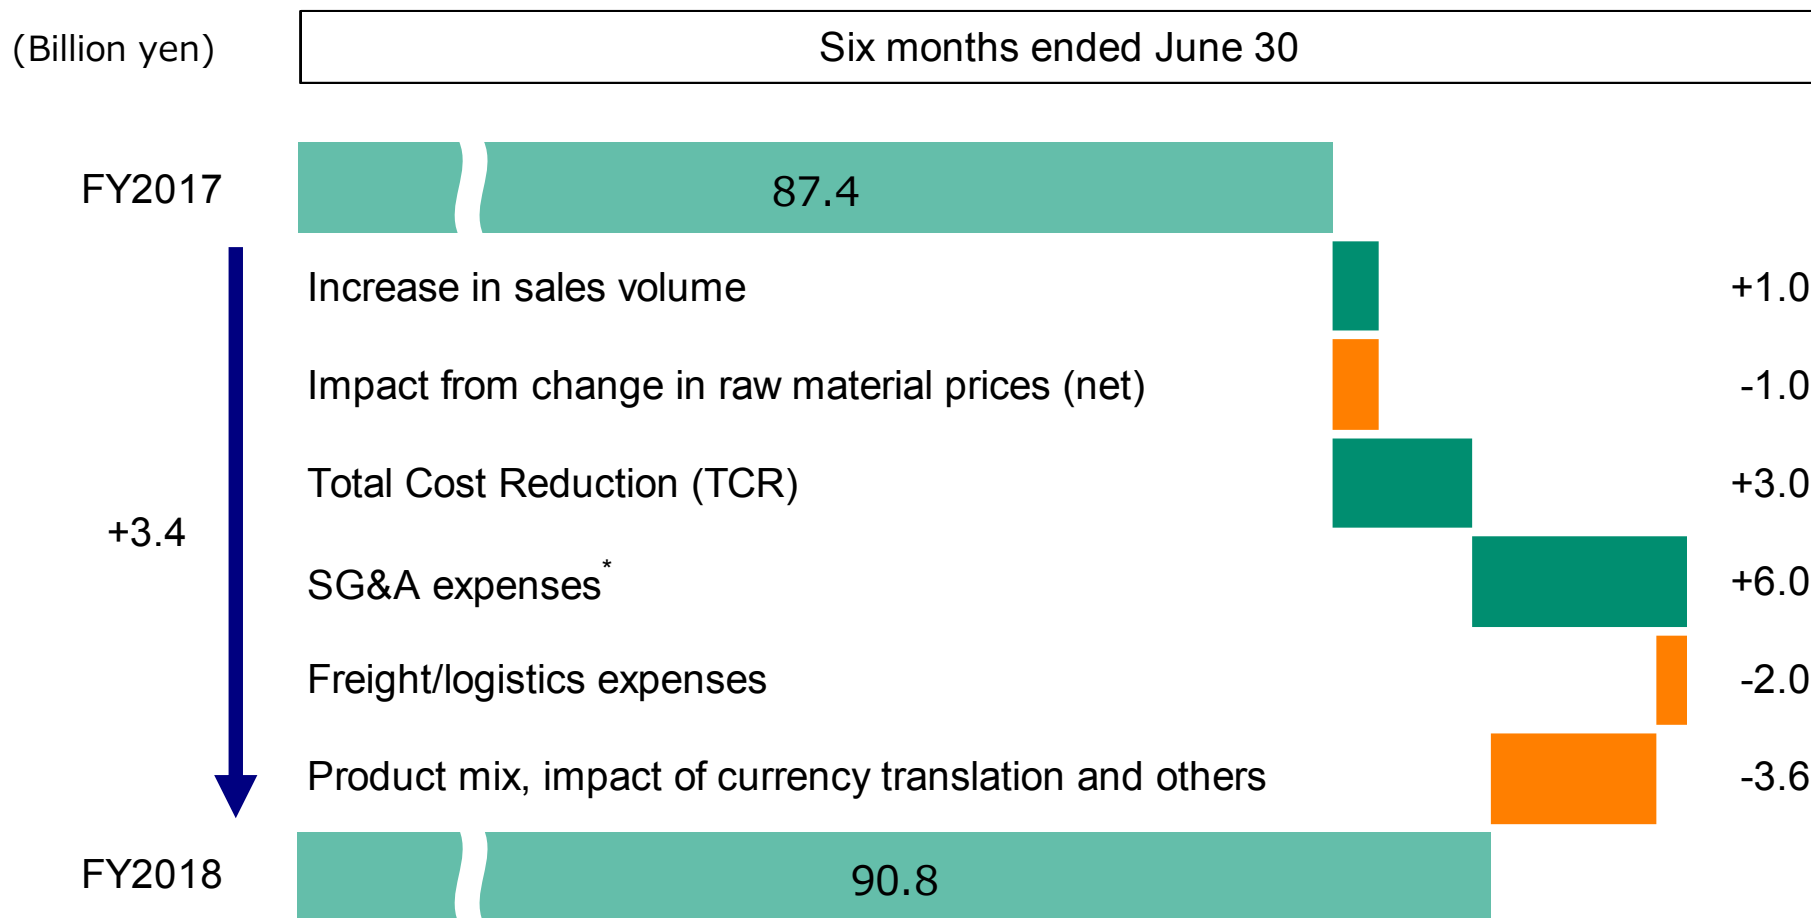 (Billion yen)
Six months ended June 30
FY2017
87.4
Increase in sales volume
+1.0
Impact from change in raw material prices (net)
-1.0
Total Cost Reduction (TCR)
+3.0
+3.4
SG&A expenses*
+6.0
Freight/logistics expenses
-2.0
Product mix, impact of currency translation and others
-3.6
FY2018
90.8